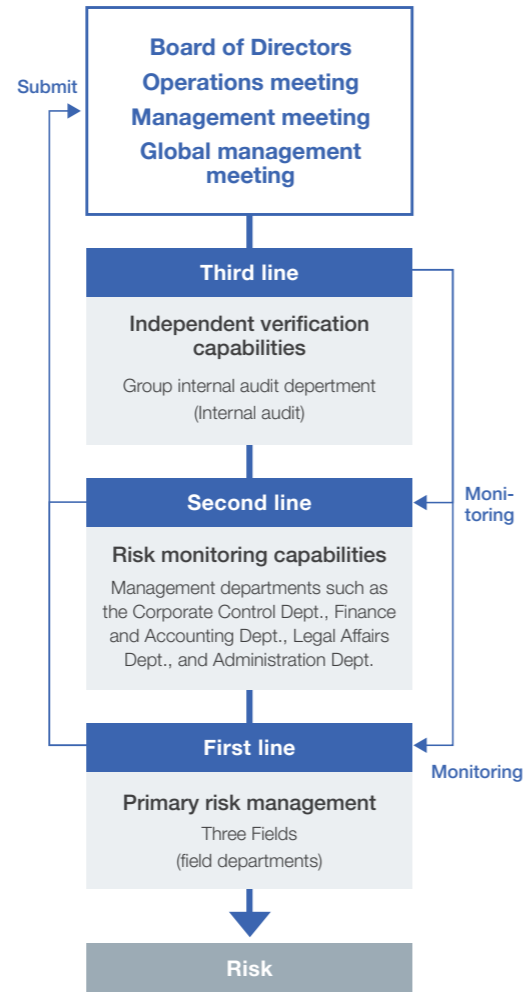 Board of Directors
Submit
Operations meeting
Management meeting
Global management
meeting
Third line
Independent verification
capabilities
Group internal audit depertment
(Internal audit)
Second line
Moni-
toring
Risk monitoring capabilities
Management departments such as
the Corporate Control Dept., Finance
and Accounting Dept., Legal Affairs
Dept., and Administration Dept.
First line
Monitoring
Primary risk management
Three Fields
(field departments)
Risk